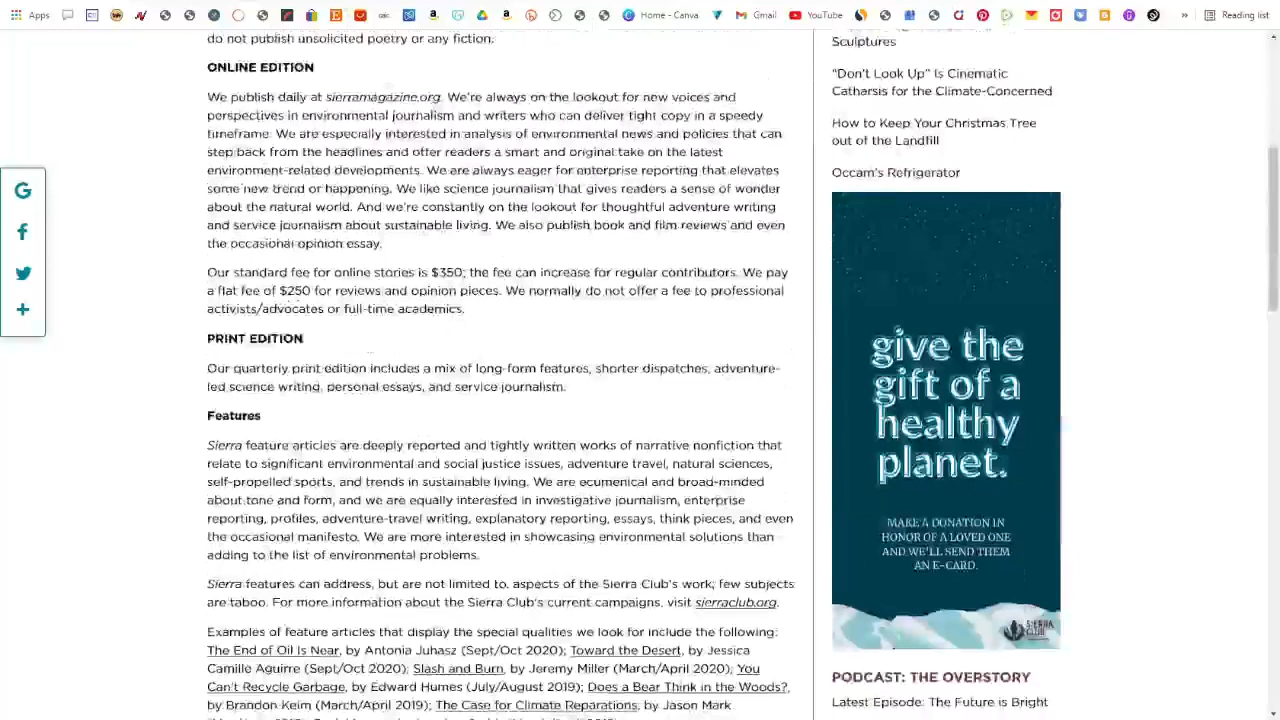 Apps
Home - Canva
Gmail
YouTube
Reading list
do not publish unsolicited poetry or any fiction.
ONLINE EDITION
We publish daily at sierramagazine.org. We're always on the lookout for new voices and
perspectives in environmental journalism and writers who can deliver tight copy in a speedy
timeframe. We are especially interested in analysis of environmental news and policies that can
step back from the headlines and offer readers a smart and original take on the latest
environment-related developments. We are always eager for enterprise reporting that elevates
some new trend or happening. We like science journalism that gives readers a sense of wonder
about the natural world. And we're constantly on the lookout for thoughtful adventure writing
and service journalism about sustainable living. We also publish book and film reviews and even
the occasional opinion essay.
Our standard fee for online stories is $350; the fee can increase for regular contributors. We pay
a flat fee of $250 for reviews and opinion pieces. We normally do not offer a fee to professional
activists/advocates or full-time academics.
PRINT EDITION
Our quarterly print edition includes a mix of long-form features, shorter dispatches, adventure-
led science writing, personal essays, and service journalism.
Features
Sierra feature articles are deeply reported and tightly written works of narrative nonfiction that
relate to significant environmental and social justice issues, adventure travel, natural sciences,
self-propelled sports, and trends in sustainable living. We are ecumenical and broad-minded
about tone and form, and we are equally interested in investigative journalism, enterprise
reporting, profiles, adventure-travel writing, explanatory reporting, essays, think pieces, and even
the occasional manifesto. We are more interested in showcasing environmental solutions than
adding to the list of environmental problems.
Sierra features can address, but are not limited to, aspects of the Sierra Club's work; few subjects
are taboo. For more information about the Sierra Club's current campaigns, visit sierraclub.org.
Examples of feature articles that display the special qualities we look for include the following:
The End of Oil Is Near, by Antonia Juhasz (Sept/Oct 2020); Toward the Desert, by Jessica
Camille Aguirre (Sept/Oct 2020); Slash and Burn, by Jeremy Miller (March/April 2020); You
Can't Recycle Garbage, by Edward Humes (July/August 2019); Does a Bear Think in the Woods?,
by Brandon Keim (March/April 2019); The Case for Climate Reparations, by Jason Mark
Sculptures
"Don't Look Up" Is Cinematic
Catharsis for the Climate-Concerned
How to Keep Your Christmas Tree
out of the Landfill
Occam's Refrigerator
give the
gift of a
healthy
planet.
MAKE A DONATION IN
HONOR OF A LOVED ONE
AND WE'LL SEND THEM
AN E-CARD.
SIERRA
CLUB
PODCAST: THE OVERSTORY
Latest Episode: The Future is Bright